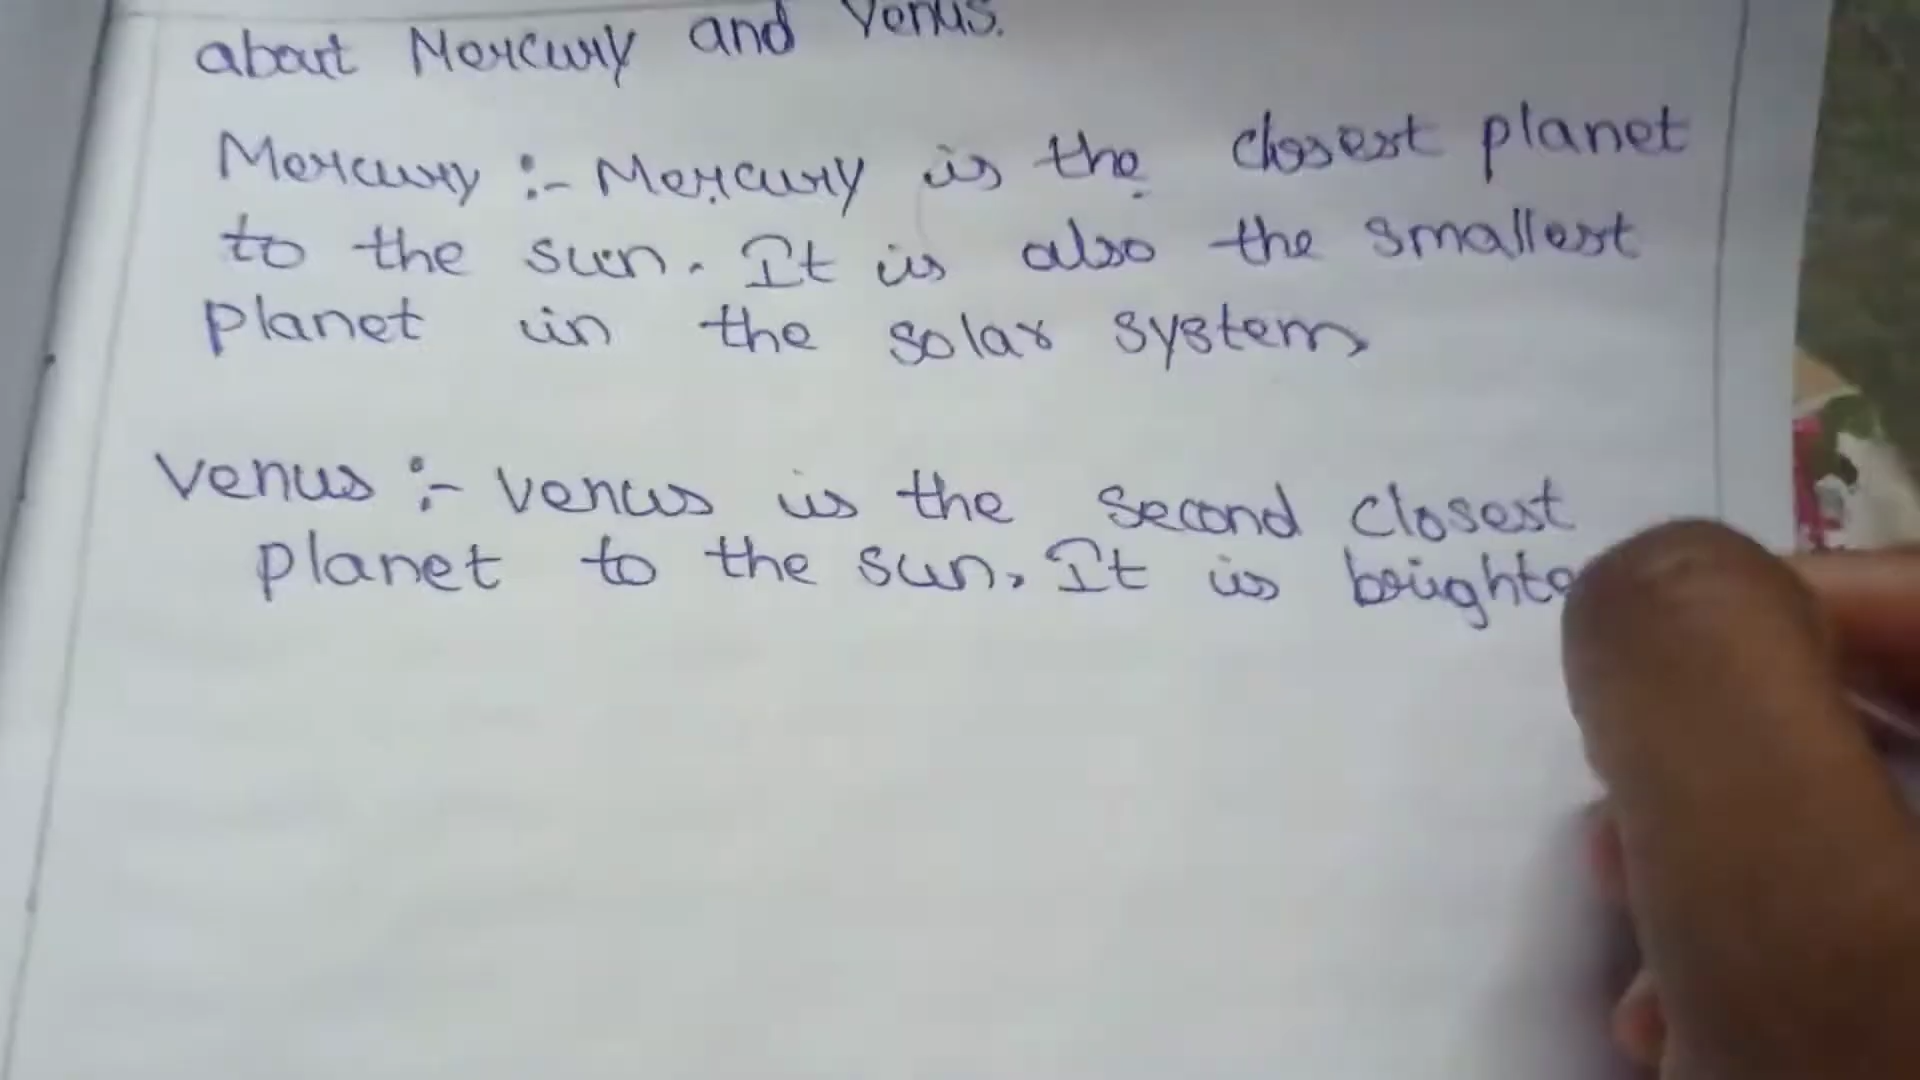 about Mercury and Venus.
Mercury :- Mercury is the closest planet
to the sun. It is also the smallest
planet in the solar system,
Venus :- Venus is the second closest
planet to the sun, It is brighte